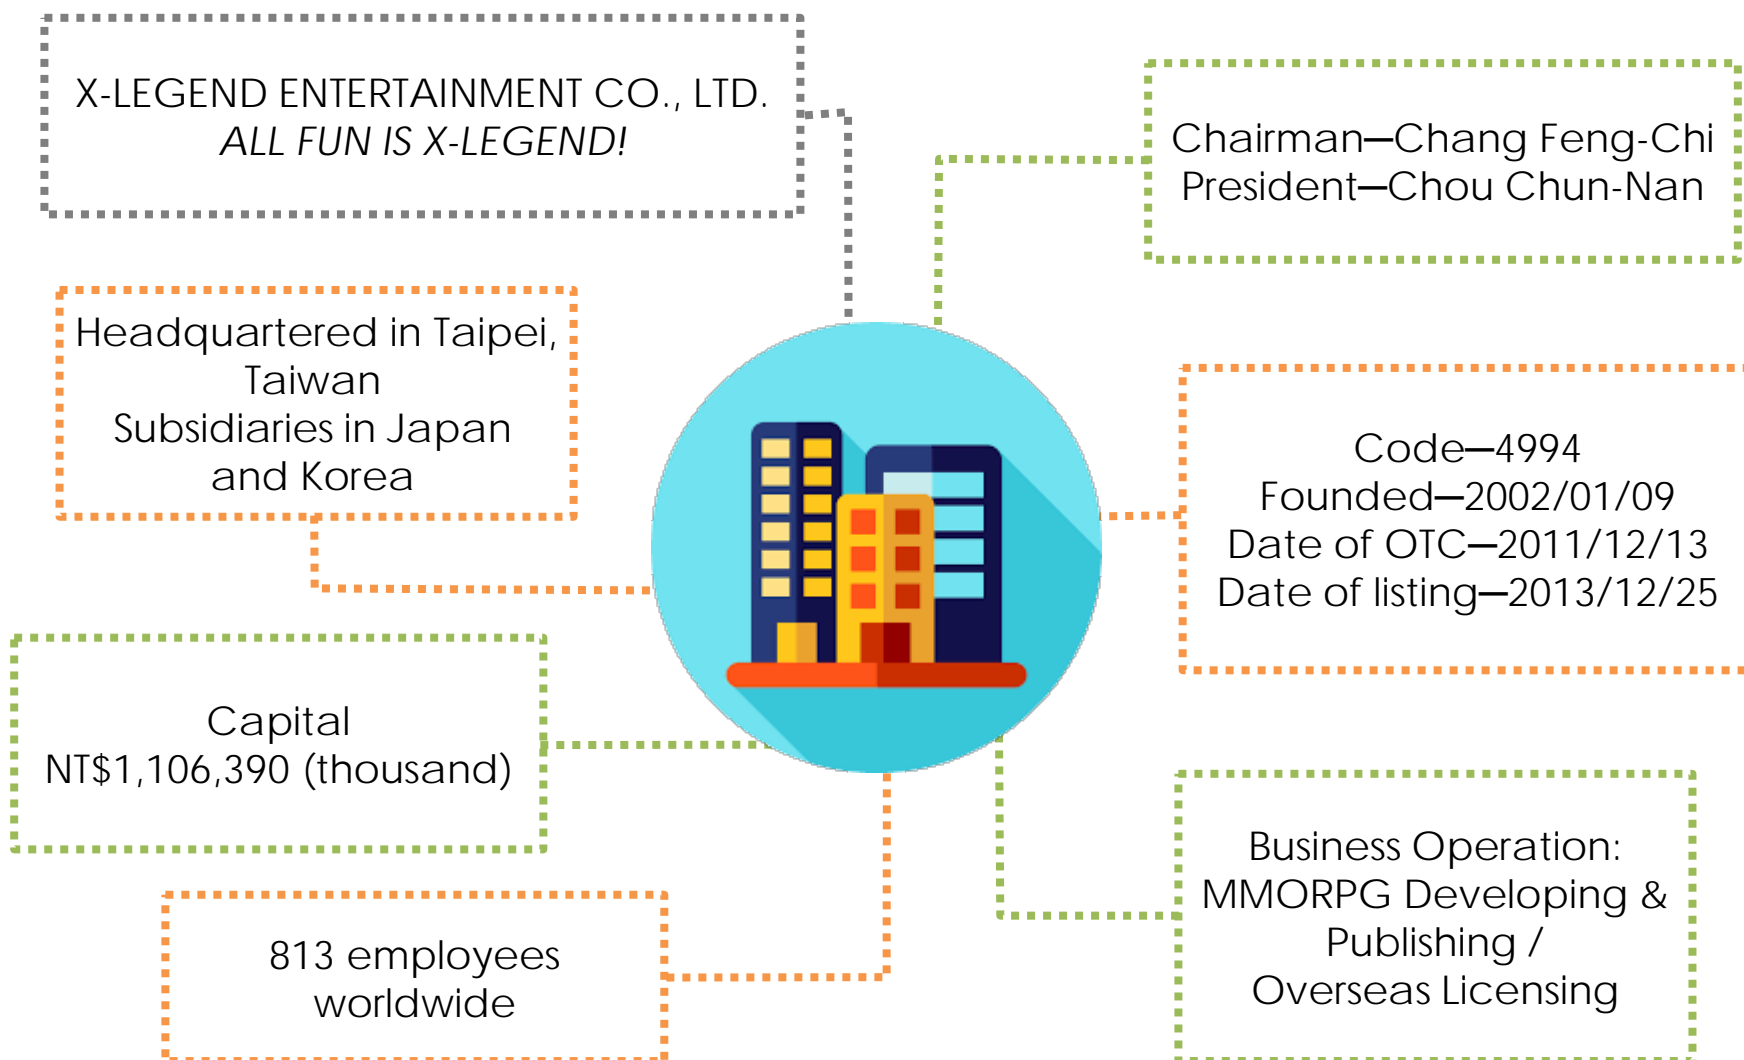 X-LEGEND ENTERTAINMENT CO., LTD.
ALL FUN IS X-LEGEND!
Chairman—Chang Feng-Chi
President—Chou Chun-Nan
Headquartered in Taipei,
Taiwan
Subsidiaries in Japan
and Korea
Code—4994
Founded—2002/01/09
Date of OTC—2011/12/13
Date of listing—2013/12/25
Capital
NT$1,106,390 (thousand)
Business Operation:
MMORPG Developing &
Publishing /
Overseas Licensing
813 employees
worldwide